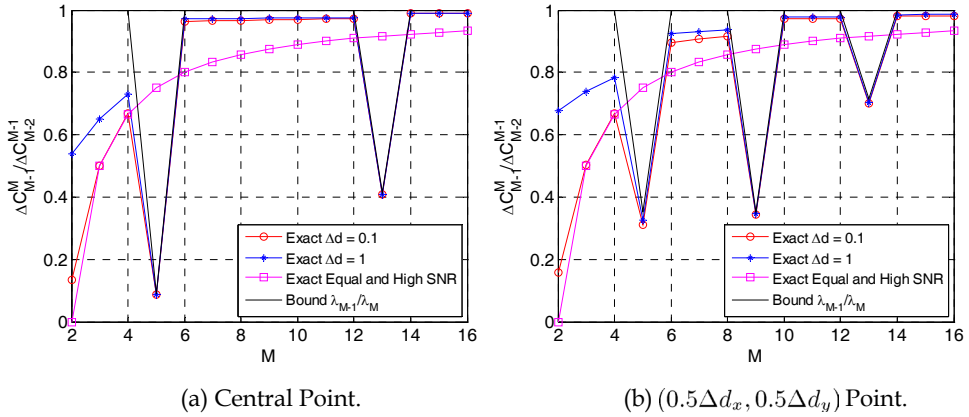 1
0.8
0.6
0.4
0.2
0
2 4 6 8 10 12 14 16
M
ΔC^M_{M-1}/ΔC^{M-1}_{M-2}
Exact Δd = 0.1
Exact Δd = 1
Exact Equal and High SNR
Bound λ_{M-1}/λ_M
(a) Central Point.
1
0.8
0.6
0.4
0.2
0
2 4 6 8 10 12 14 16
M
ΔC^M_{M-1}/ΔC^{M-1}_{M-2}
Exact Δd = 0.1
Exact Δd = 1
Exact Equal and High SNR
Bound λ_{M-1}/λ_M
(b) (0.5Δd_x, 0.5Δd_y) Point.